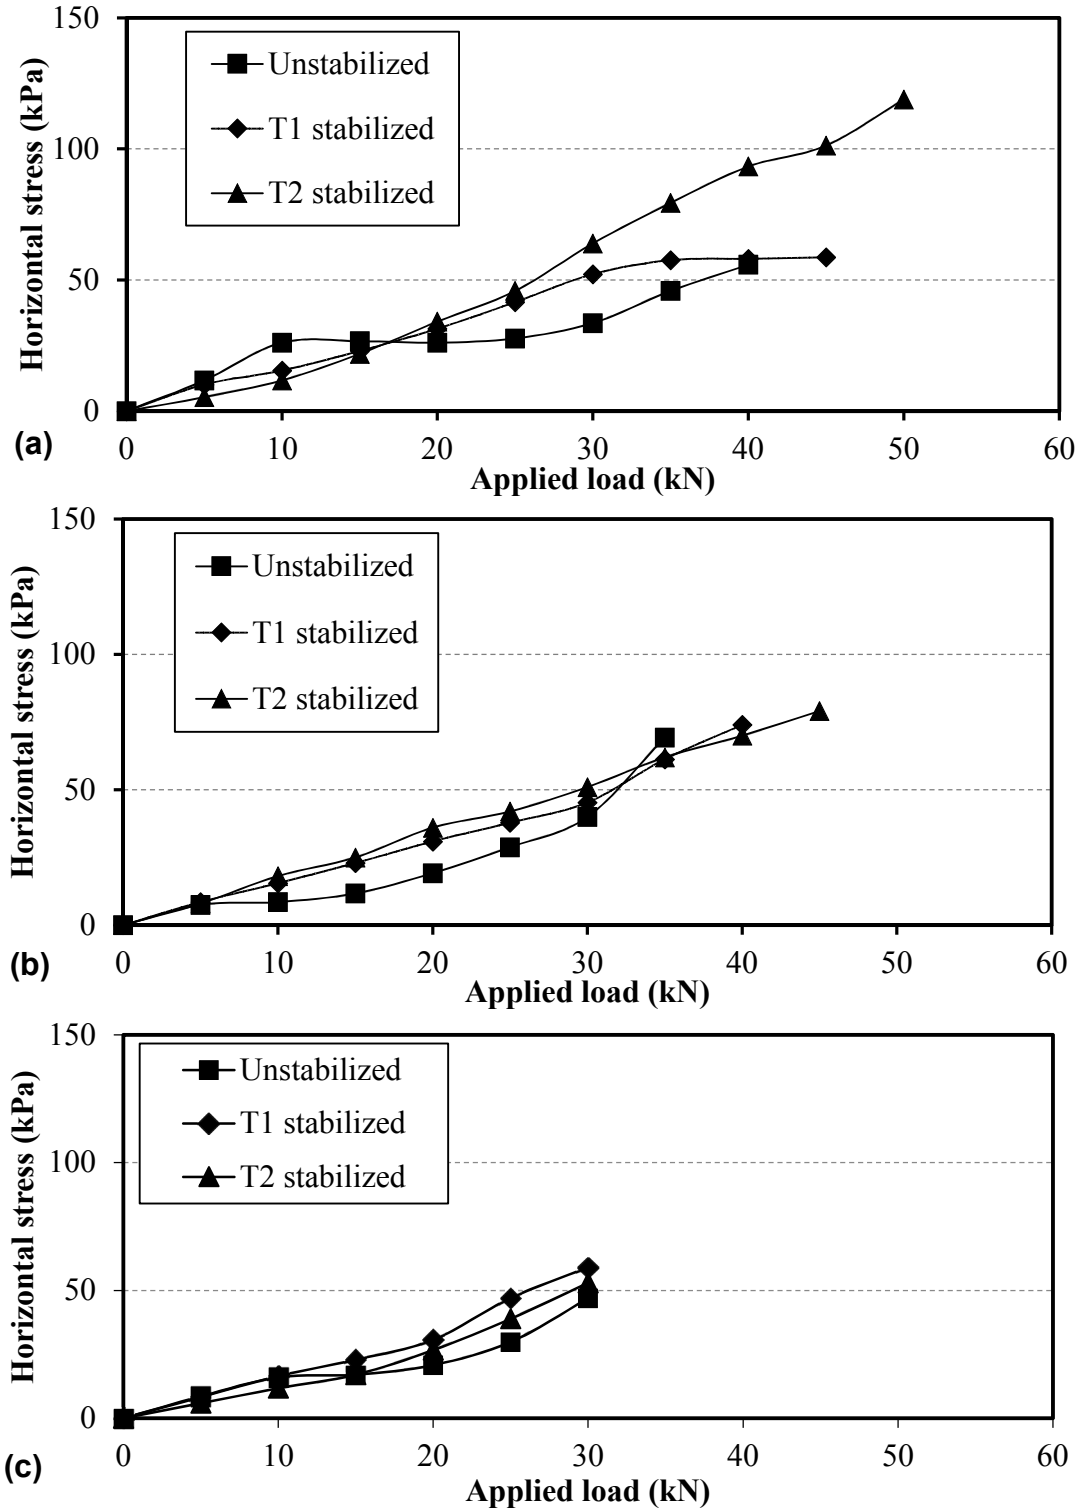 150
100
50
0
Horizontal stress (kPa)
Unstabilized
T1 stabilized
T2 stabilized
0 10 20 30 40 50 60
(a)
Applied load (kN)
150
100
50
0
Horizontal stress (kPa)
Unstabilized
T1 stabilized
T2 stabilized
0 10 20 30 40 50 60
(b)
Applied load (kN)
150
100
50
0
Horizontal stress (kPa)
Unstabilized
T1 stabilized
T2 stabilized
0 10 20 30 40 50 60
(c)
Applied load (kN)